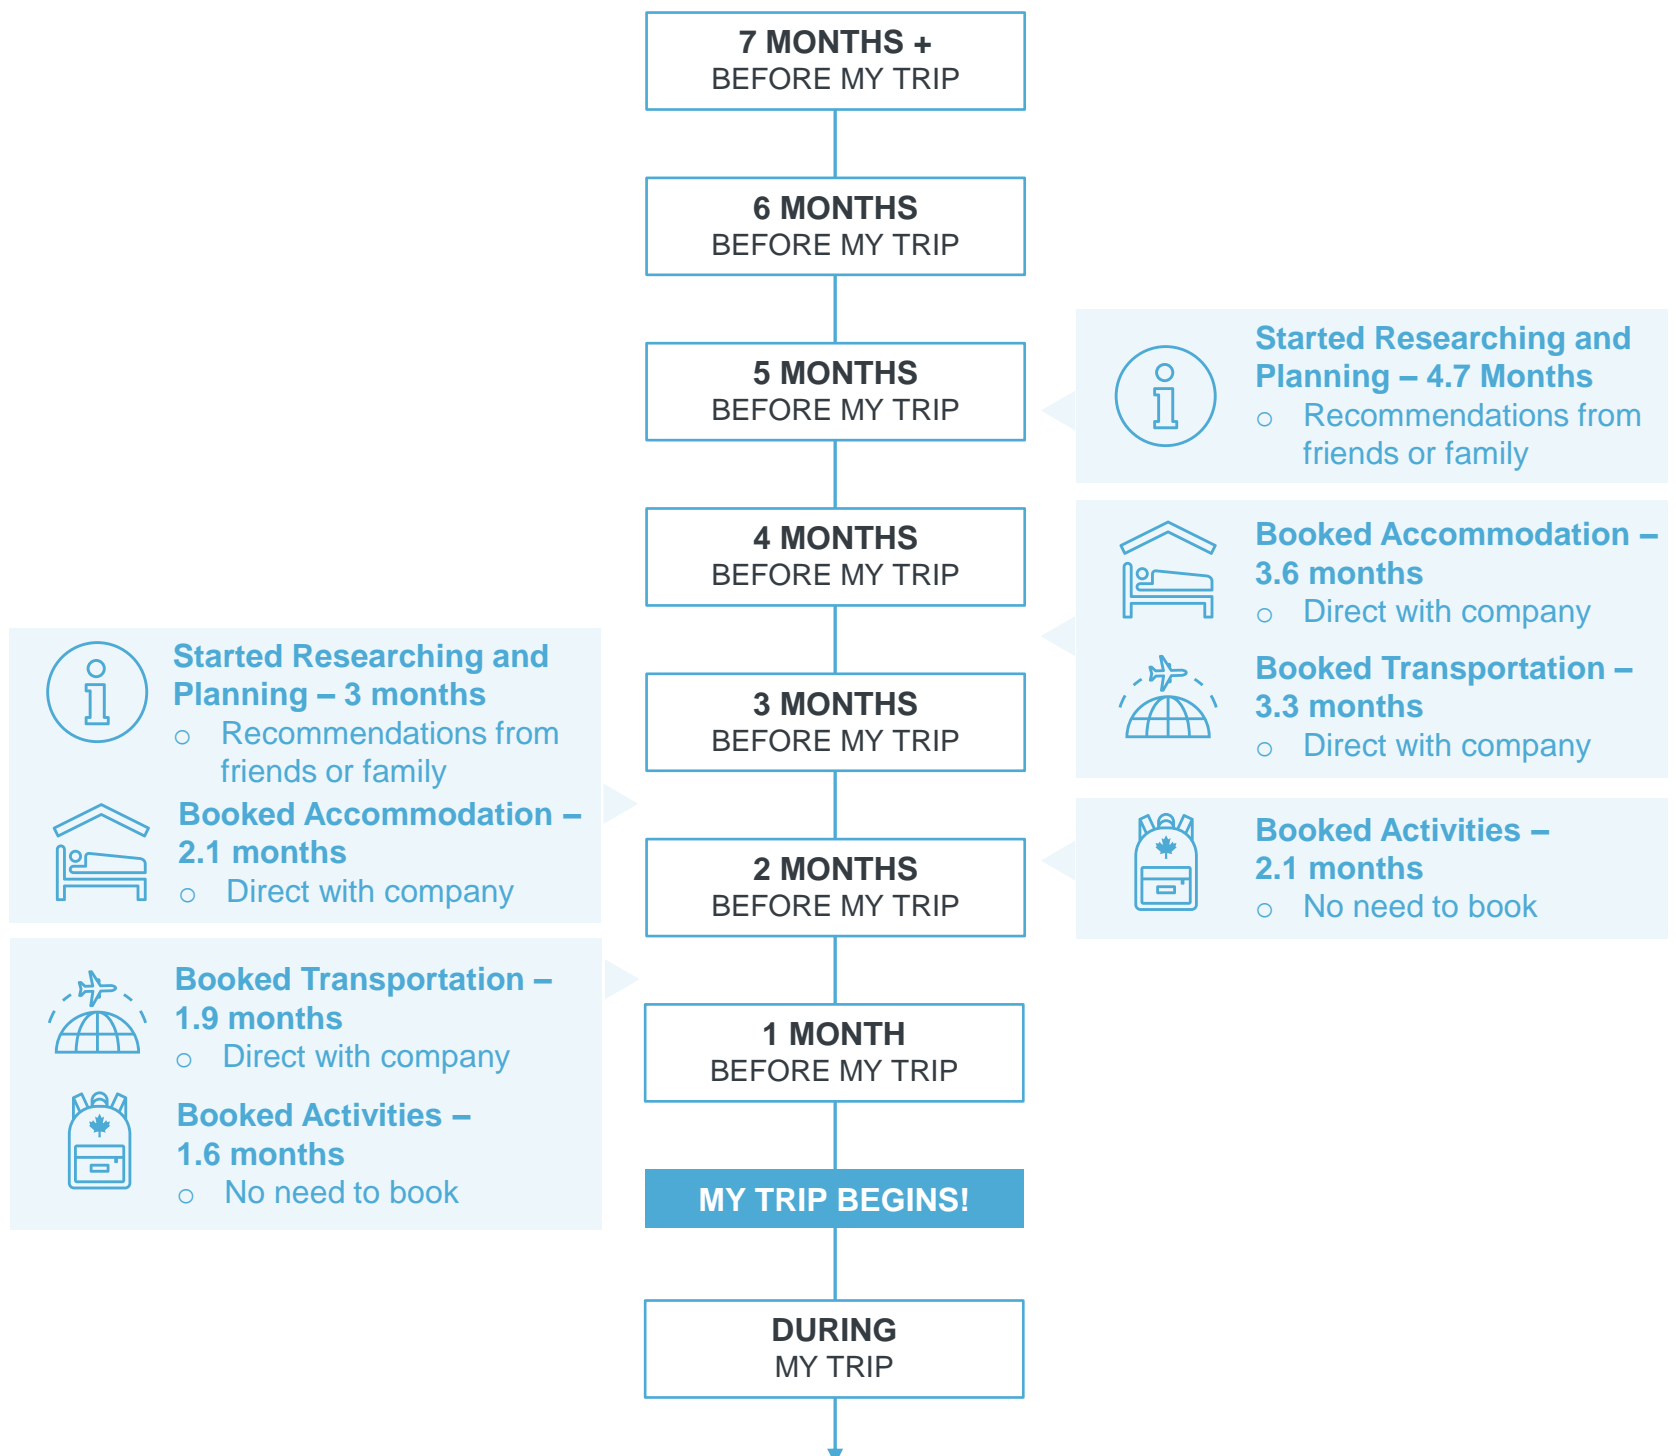 7 MONTHS +
BEFORE MY TRIP
6 MONTHS
BEFORE MY TRIP
5 MONTHS
BEFORE MY TRIP
4 MONTHS
BEFORE MY TRIP
3 MONTHS
BEFORE MY TRIP
2 MONTHS
BEFORE MY TRIP
1 MONTH
BEFORE MY TRIP
MY TRIP BEGINS!
DURING
MY TRIP
Started Researching and
Planning – 3 months
o Recommendations from
friends or family
Booked Accommodation –
2.1 months
o Direct with company
Booked Transportation –
1.9 months
o Direct with company
Booked Activities –
1.6 months
o No need to book
Started Researching and
Planning – 4.7 Months
o Recommendations from
friends or family
Booked Accommodation –
3.6 months
o Direct with company
Booked Transportation –
3.3 months
o Direct with company
Booked Activities –
2.1 months
o No need to book